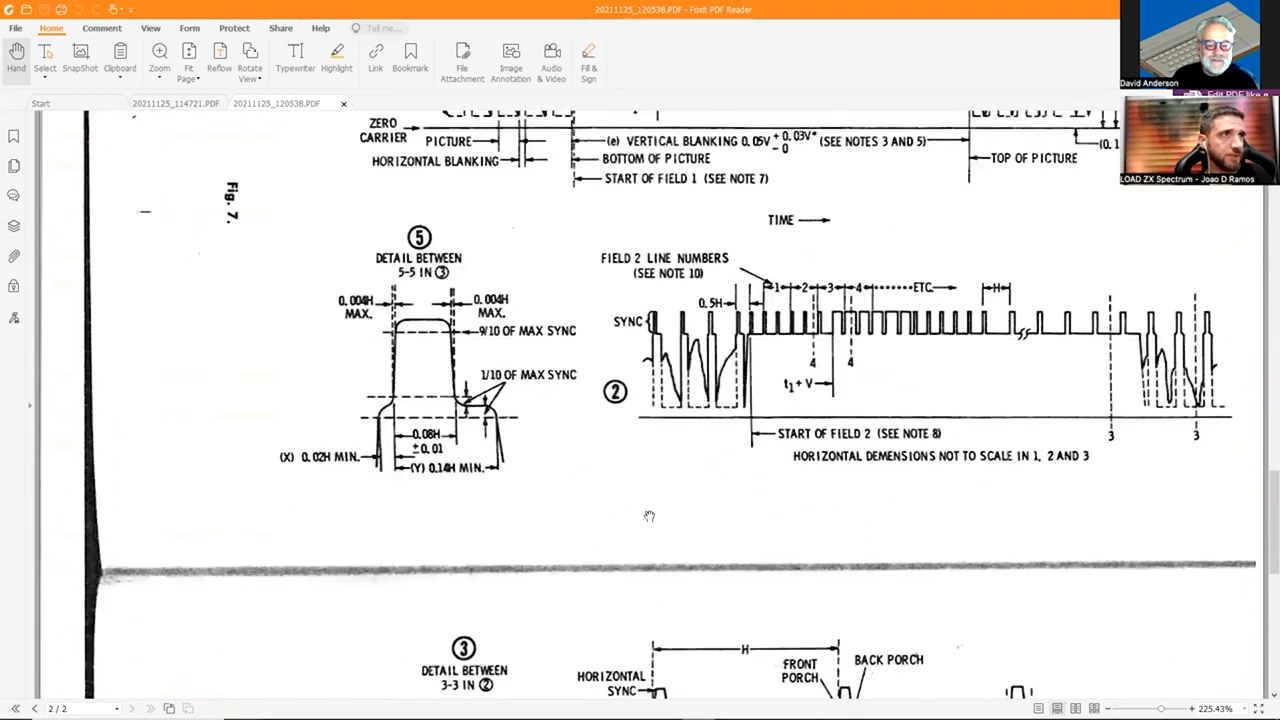 20211125_120538.PDF - Foxit PDF Reader
File Home Comment View Form Protect Share Help Tell me...
Hand Select SnapShot Clipboard Zoom Fit Page Reflow Rotate View Typewriter Highlight Link Bookmark File Attachment Image Annotation Audio & Video Fill & Sign
Edit PDF like
David Anderson
LOAD ZX Spectrum - Joao D Ramos
Start 20211125_114721.PDF 20211125_120538.PDF
ZERO CARRIER
PICTURE
HORIZONTAL BLANKING
(e) VERTICAL BLANKING 0.05V + 0.03V* - 0 (SEE NOTES 3 AND 5)
BOTTOM OF PICTURE
START OF FIELD 1 (SEE NOTE 7)
TOP OF PICTURE
(0.1
Fig. 7.
TIME
5
DETAIL BETWEEN
5-5 IN 3
0.004H MAX.
0.004H MAX.
9/10 OF MAX SYNC
1/10 OF MAX SYNC
0.08H
± 0.01
(X) 0.02H MIN.
(Y) 0.14H MIN.
FIELD 2 LINE NUMBERS
(SEE NOTE 10)
0.5H
1 2 3 4 ETC. H
SYNC
4 4
t1 + V
2
START OF FIELD 2 (SEE NOTE 8)
3 3
HORIZONTAL DEMENSIONS NOT TO SCALE IN 1, 2 AND 3
3
DETAIL BETWEEN
3-3 IN 2
H
HORIZONTAL SYNC
FRONT PORCH
BACK PORCH
2 / 2
225.43%